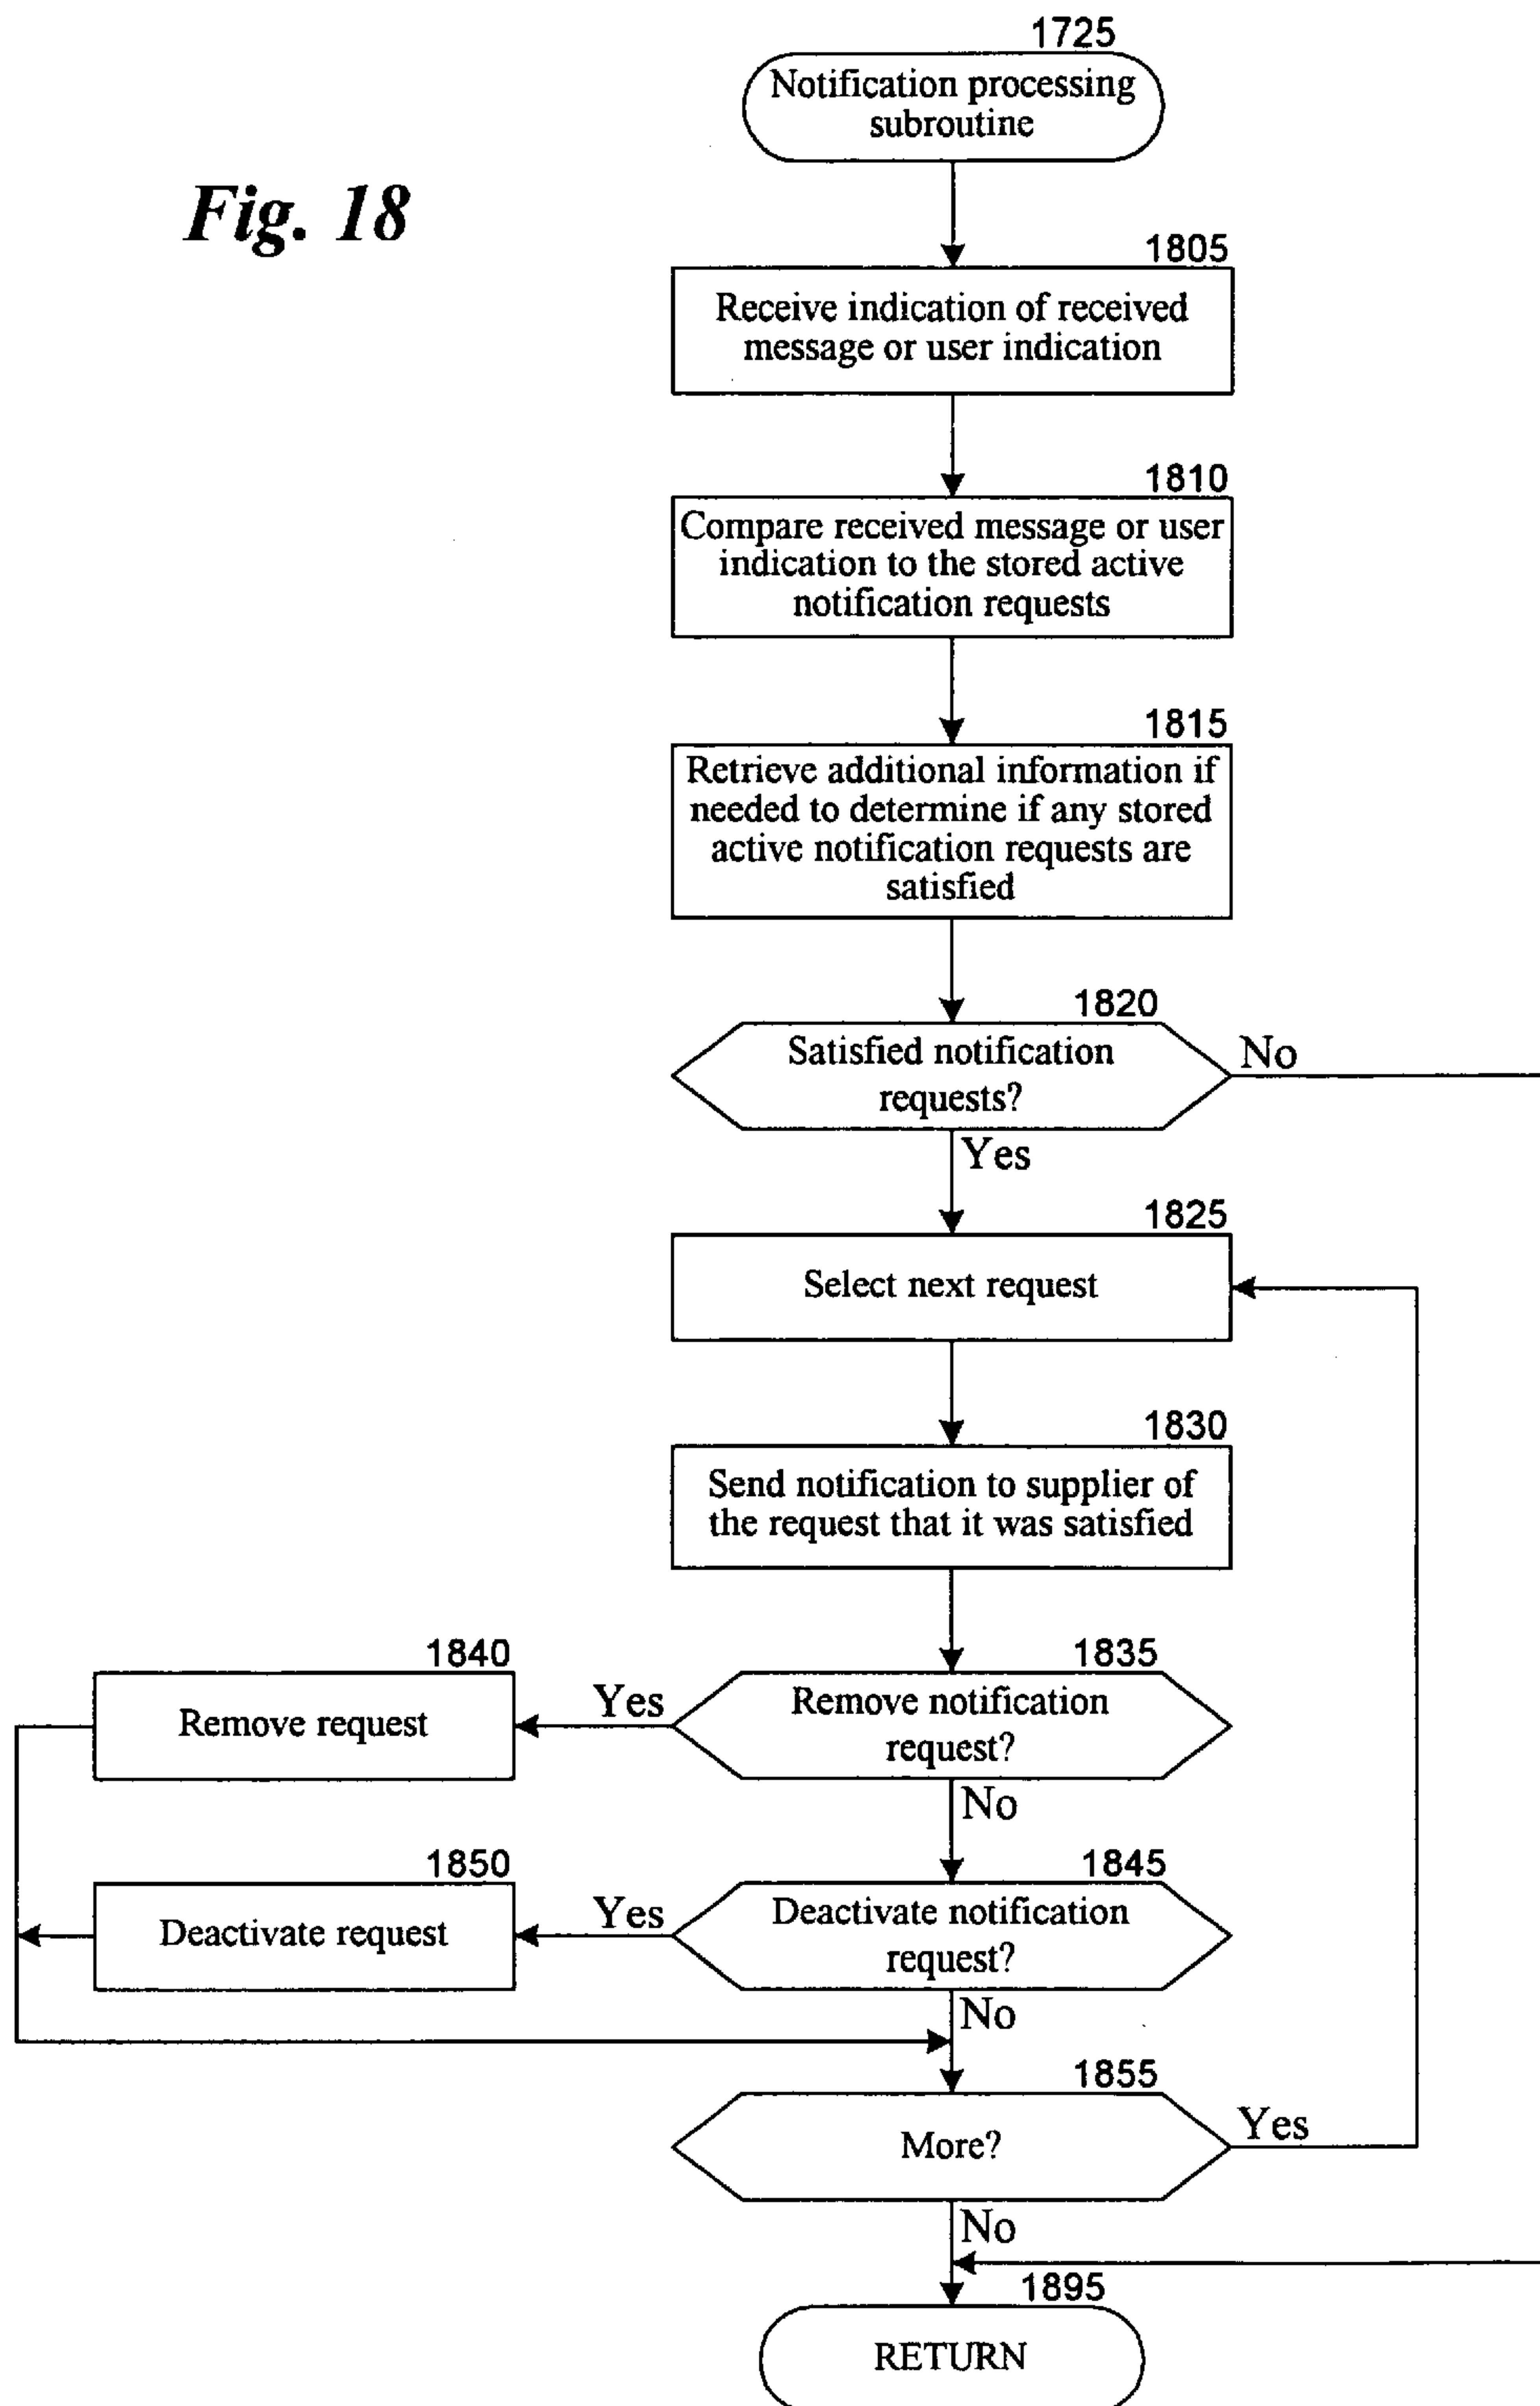 1725
Notification processing
subroutine
Fig. 18
1805
Receive indication of received
message or user indication
1810
Compare received message or user
indication to the stored active
notification requests
1815
Retrieve additional information if
needed to determine if any stored
active notification requests are
satisfied
1820
Satisfied notification
requests?
No
Yes
1825
Select next request
1830
Send notification to supplier of
the request that it was satisfied
1840
Remove request
Yes
1835
Remove notification
request?
No
1850
Deactivate request
Yes
1845
Deactivate notification
request?
No
1855
More?
Yes
No
1895
RETURN